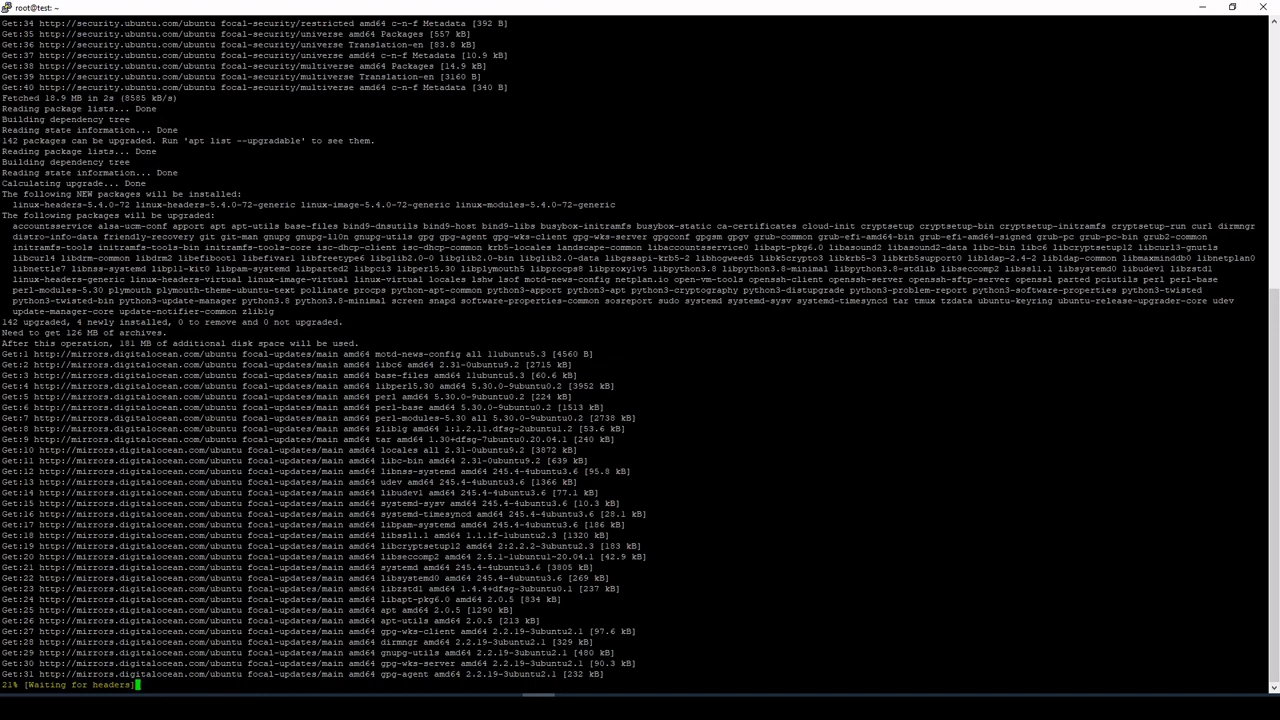 root@test: ~
Get:34 http://security.ubuntu.com/ubuntu focal-security/restricted amd64 c-n-f Metadata [392 B]
Get:35 http://security.ubuntu.com/ubuntu focal-security/universe amd64 Packages [557 kB]
Get:36 http://security.ubuntu.com/ubuntu focal-security/universe Translation-en [83.8 kB]
Get:37 http://security.ubuntu.com/ubuntu focal-security/universe amd64 c-n-f Metadata [10.9 kB]
Get:38 http://security.ubuntu.com/ubuntu focal-security/multiverse amd64 Packages [14.9 kB]
Get:39 http://security.ubuntu.com/ubuntu focal-security/multiverse Translation-en [3160 B]
Get:40 http://security.ubuntu.com/ubuntu focal-security/multiverse amd64 c-n-f Metadata [340 B]
Fetched 18.9 MB in 2s (8585 kB/s)
Reading package lists... Done
Building dependency tree
Reading state information... Done
142 packages can be upgraded. Run 'apt list --upgradable' to see them.
Reading package lists... Done
Building dependency tree
Reading state information... Done
Calculating upgrade... Done
The following NEW packages will be installed:
linux-headers-5.4.0-72 linux-headers-5.4.0-72-generic linux-image-5.4.0-72-generic linux-modules-5.4.0-72-generic
The following packages will be upgraded:
accountsservice alsa-ucm-conf apport apt apt-utils base-files bind9-dnsutils bind9-host bind9-libs busybox-initramfs busybox-static ca-certificates cloud-init cryptsetup cryptsetup-bin cryptsetup-initramfs cryptsetup-run curl dirmngr
distro-info-data friendly-recovery git git-man gnupg gnupg-l10n gnupg-utils gpg gpg-agent gpg-wks-client gpg-wks-server gpgconf gpgsm gpgv grub-common grub-efi-amd64-bin grub-efi-amd64-signed grub-pc grub-pc-bin grub2-common
initramfs-tools initramfs-tools-bin initramfs-tools-core isc-dhcp-client isc-dhcp-common krb5-locales landscape-common libaccountsservice0 libapt-pkg6.0 libasound2 libasound2-data libc-bin libc6 libcryptsetup12 libcurl3-gnutls
libcurl4 libdrm-common libdrm2 libefiboot1 libefivar1 libfreetype6 libglib2.0-0 libglib2.0-bin libglib2.0-data libgssapi-krb5-2 libhogweed5 libk5crypto3 libkrb5-3 libkrb5support0 libldap-2.4-2 libldap-common libmaxminddb0 libnetplan0
libnettle7 libnss-systemd libp11-kit0 libpam-systemd libparted2 libpci3 libperl5.30 libplymouth5 libprocps8 libproxy1v5 libpython3.8 libpython3.8-minimal libpython3.8-stdlib libseccomp2 libssl1.1 libsystemd0 libudev1 libzstd1
linux-headers-generic linux-headers-virtual linux-image-virtual linux-virtual locales lshw lsof motd-news-config netplan.io open-vm-tools openssh-client openssh-server openssh-sftp-server openssl parted pciutils perl perl-base
perl-modules-5.30 plymouth plymouth-theme-ubuntu-text pollinate procps python-apt-common python3-apport python3-apt python3-cryptography python3-distupgrade python3-problem-report python3-software-properties python3-twisted
python3-twisted-bin python3-update-manager python3.8 python3.8-minimal screen snapd software-properties-common sosreport sudo systemd systemd-sysv systemd-timesyncd tar tmux tzdata ubuntu-keyring ubuntu-release-upgrader-core udev
update-manager-core update-notifier-common zlib1g
142 upgraded, 4 newly installed, 0 to remove and 0 not upgraded.
Need to get 126 MB of archives.
After this operation, 181 MB of additional disk space will be used.
Get:1 http://mirrors.digitalocean.com/ubuntu focal-updates/main amd64 motd-news-config all 11ubuntu5.3 [4560 B]
Get:2 http://mirrors.digitalocean.com/ubuntu focal-updates/main amd64 libc6 amd64 2.31-0ubuntu9.2 [2715 kB]
Get:3 http://mirrors.digitalocean.com/ubuntu focal-updates/main amd64 base-files amd64 11ubuntu5.3 [60.6 kB]
Get:4 http://mirrors.digitalocean.com/ubuntu focal-updates/main amd64 libperl5.30 amd64 5.30.0-9ubuntu0.2 [3952 kB]
Get:5 http://mirrors.digitalocean.com/ubuntu focal-updates/main amd64 perl amd64 5.30.0-9ubuntu0.2 [224 kB]
Get:6 http://mirrors.digitalocean.com/ubuntu focal-updates/main amd64 perl-base amd64 5.30.0-9ubuntu0.2 [1513 kB]
Get:7 http://mirrors.digitalocean.com/ubuntu focal-updates/main amd64 perl-modules-5.30 all 5.30.0-9ubuntu0.2 [2738 kB]
Get:8 http://mirrors.digitalocean.com/ubuntu focal-updates/main amd64 zlib1g amd64 1:1.2.11.dfsg-2ubuntu1.2 [53.6 kB]
Get:9 http://mirrors.digitalocean.com/ubuntu focal-updates/main amd64 tar amd64 1.30+dfsg-7ubuntu0.20.04.1 [240 kB]
Get:10 http://mirrors.digitalocean.com/ubuntu focal-updates/main amd64 locales all 2.31-0ubuntu9.2 [3872 kB]
Get:11 http://mirrors.digitalocean.com/ubuntu focal-updates/main amd64 libc-bin amd64 2.31-0ubuntu9.2 [639 kB]
Get:12 http://mirrors.digitalocean.com/ubuntu focal-updates/main amd64 libnss-systemd amd64 245.4-4ubuntu3.6 [95.8 kB]
Get:13 http://mirrors.digitalocean.com/ubuntu focal-updates/main amd64 udev amd64 245.4-4ubuntu3.6 [1366 kB]
Get:14 http://mirrors.digitalocean.com/ubuntu focal-updates/main amd64 libudev1 amd64 245.4-4ubuntu3.6 [77.1 kB]
Get:15 http://mirrors.digitalocean.com/ubuntu focal-updates/main amd64 systemd-sysv amd64 245.4-4ubuntu3.6 [10.3 kB]
Get:16 http://mirrors.digitalocean.com/ubuntu focal-updates/main amd64 systemd-timesyncd amd64 245.4-4ubuntu3.6 [28.1 kB]
Get:17 http://mirrors.digitalocean.com/ubuntu focal-updates/main amd64 libpam-systemd amd64 245.4-4ubuntu3.6 [186 kB]
Get:18 http://mirrors.digitalocean.com/ubuntu focal-updates/main amd64 libssl1.1 amd64 1.1.1f-1ubuntu2.3 [1320 kB]
Get:19 http://mirrors.digitalocean.com/ubuntu focal-updates/main amd64 libcryptsetup12 amd64 2:2.2.2-3ubuntu2.3 [183 kB]
Get:20 http://mirrors.digitalocean.com/ubuntu focal-updates/main amd64 libseccomp2 amd64 2.5.1-1ubuntu1~20.04.1 [42.9 kB]
Get:21 http://mirrors.digitalocean.com/ubuntu focal-updates/main amd64 systemd amd64 245.4-4ubuntu3.6 [3805 kB]
Get:22 http://mirrors.digitalocean.com/ubuntu focal-updates/main amd64 libsystemd0 amd64 245.4-4ubuntu3.6 [269 kB]
Get:23 http://mirrors.digitalocean.com/ubuntu focal-updates/main amd64 libzstd1 amd64 1.4.4+dfsg-3ubuntu0.1 [237 kB]
Get:24 http://mirrors.digitalocean.com/ubuntu focal-updates/main amd64 libapt-pkg6.0 amd64 2.0.5 [834 kB]
Get:25 http://mirrors.digitalocean.com/ubuntu focal-updates/main amd64 apt amd64 2.0.5 [1290 kB]
Get:26 http://mirrors.digitalocean.com/ubuntu focal-updates/main amd64 apt-utils amd64 2.0.5 [213 kB]
Get:27 http://mirrors.digitalocean.com/ubuntu focal-updates/main amd64 gpg-wks-client amd64 2.2.19-3ubuntu2.1 [97.6 kB]
Get:28 http://mirrors.digitalocean.com/ubuntu focal-updates/main amd64 dirmngr amd64 2.2.19-3ubuntu2.1 [329 kB]
Get:29 http://mirrors.digitalocean.com/ubuntu focal-updates/main amd64 gnupg-utils amd64 2.2.19-3ubuntu2.1 [480 kB]
Get:30 http://mirrors.digitalocean.com/ubuntu focal-updates/main amd64 gpg-wks-server amd64 2.2.19-3ubuntu2.1 [90.3 kB]
Get:31 http://mirrors.digitalocean.com/ubuntu focal-updates/main amd64 gpg-agent amd64 2.2.19-3ubuntu2.1 [232 kB]
21% [Waiting for headers]